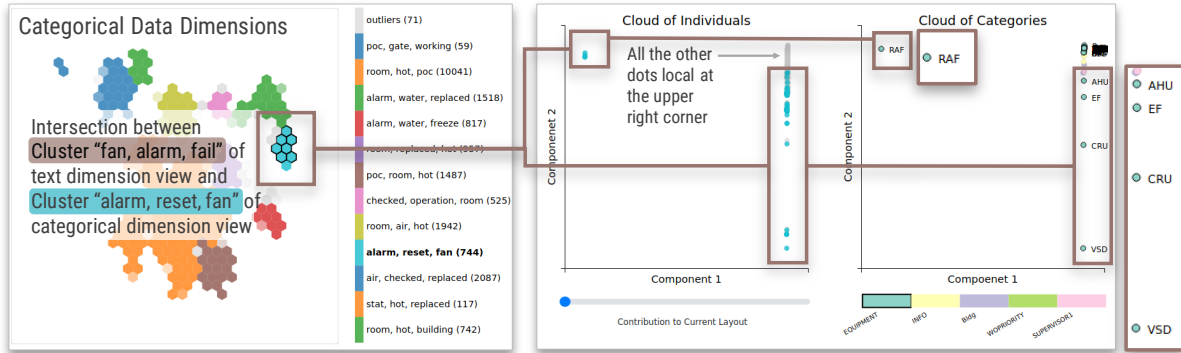 Categorical Data Dimensions
Intersection between
Cluster "fan, alarm, fail" of
text dimension view and
Cluster "alarm, reset, fan" of
categorical dimension view
outliers (71)
poc, gate, working (59)
room, hot, poc (10041)
alarm, water, replaced (1518)
alarm, water, freeze (817)
room, replaced, hot
poc, room, hot (1487)
checked, operation, room (525)
room, air, hot (1942)
alarm, reset, fan (744)
air, checked, replaced (2087)
stat, hot, replaced (117)
room, hot, building (742)
Cloud of Individuals
All the other
dots local at
the upper
right corner
Componenet 2
Component 1
Contribution to Current Layout
Cloud of Categories
RAF
RAF
AHU
EF
CRU
VSD
Component 2
Compoenet 1
EQUIPMENT
INFO
Bldg
WOPRIORITY
SUPERVISOR1
AHU
EF
CRU
VSD